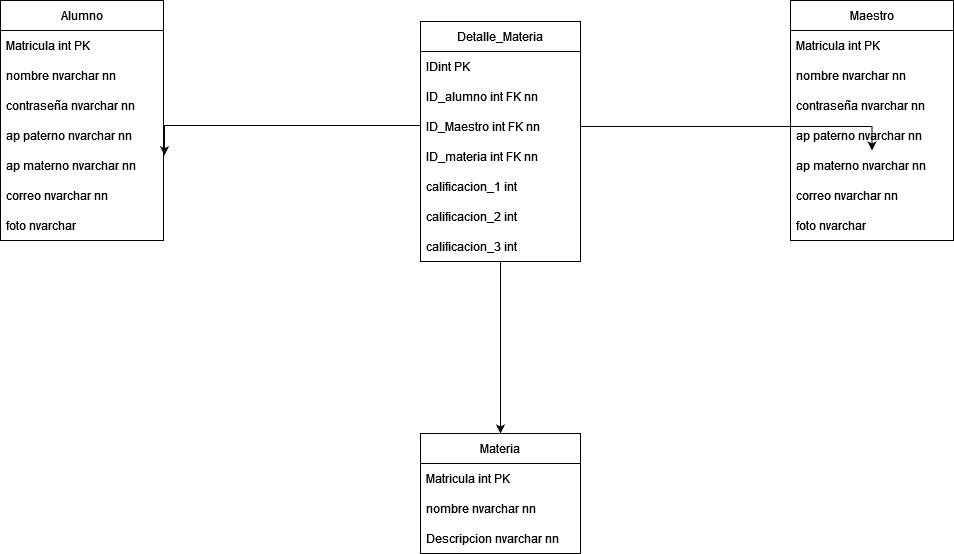 Alumno
Matricula int PK
nombre nvarchar nn
contraseña nvarchar nn
ap paterno nvarchar nn
ap materno nvarchar nn
correo nvarchar nn
foto nvarchar
Detalle_Materia
IDint PK
ID_alumno int FK nn
ID_Maestro int FK nn
ID_materia int FK nn
calificacion_1 int
calificacion_2 int
calificacion_3 int
Maestro
Matricula int PK
nombre nvarchar nn
contraseña nvarchar nn
ap paterno nvarchar nn
ap materno nvarchar nn
correo nvarchar nn
foto nvarchar
Materia
Matricula int PK
nombre nvarchar nn
Descripcion nvarchar nn